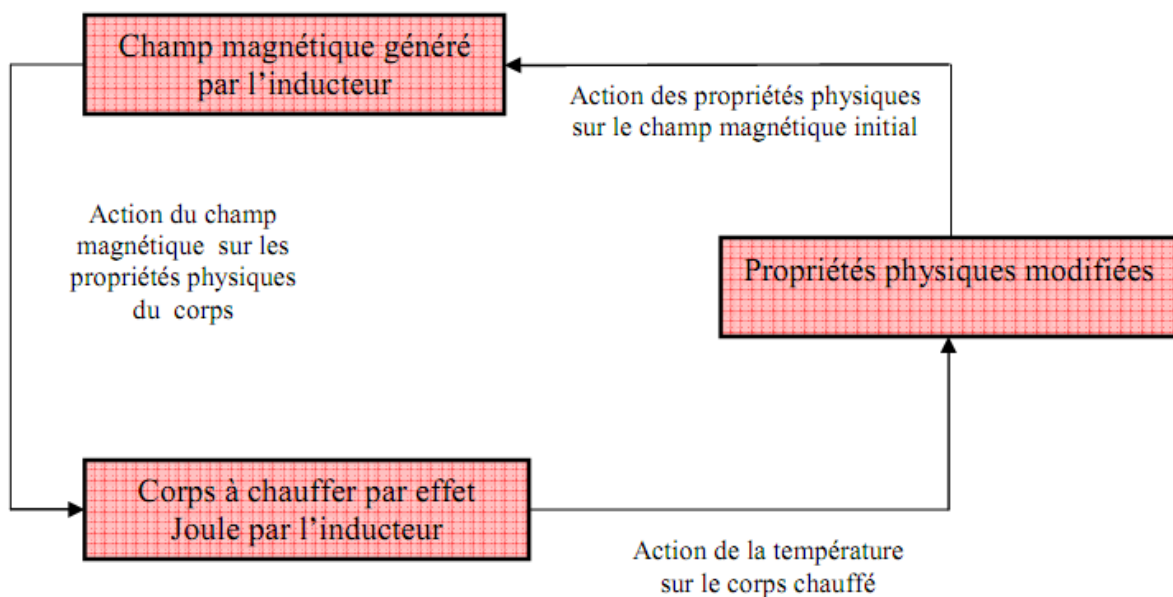 Champ magnétique généré
par l'inducteur
Action des propriétés physiques
sur le champ magnétique initial
Action du champ
magnétique sur les
propriétés physiques
du corps
Propriétés physiques modifiées
Corps à chauffer par effet
Joule par l'inducteur
Action de la température
sur le corps chauffé